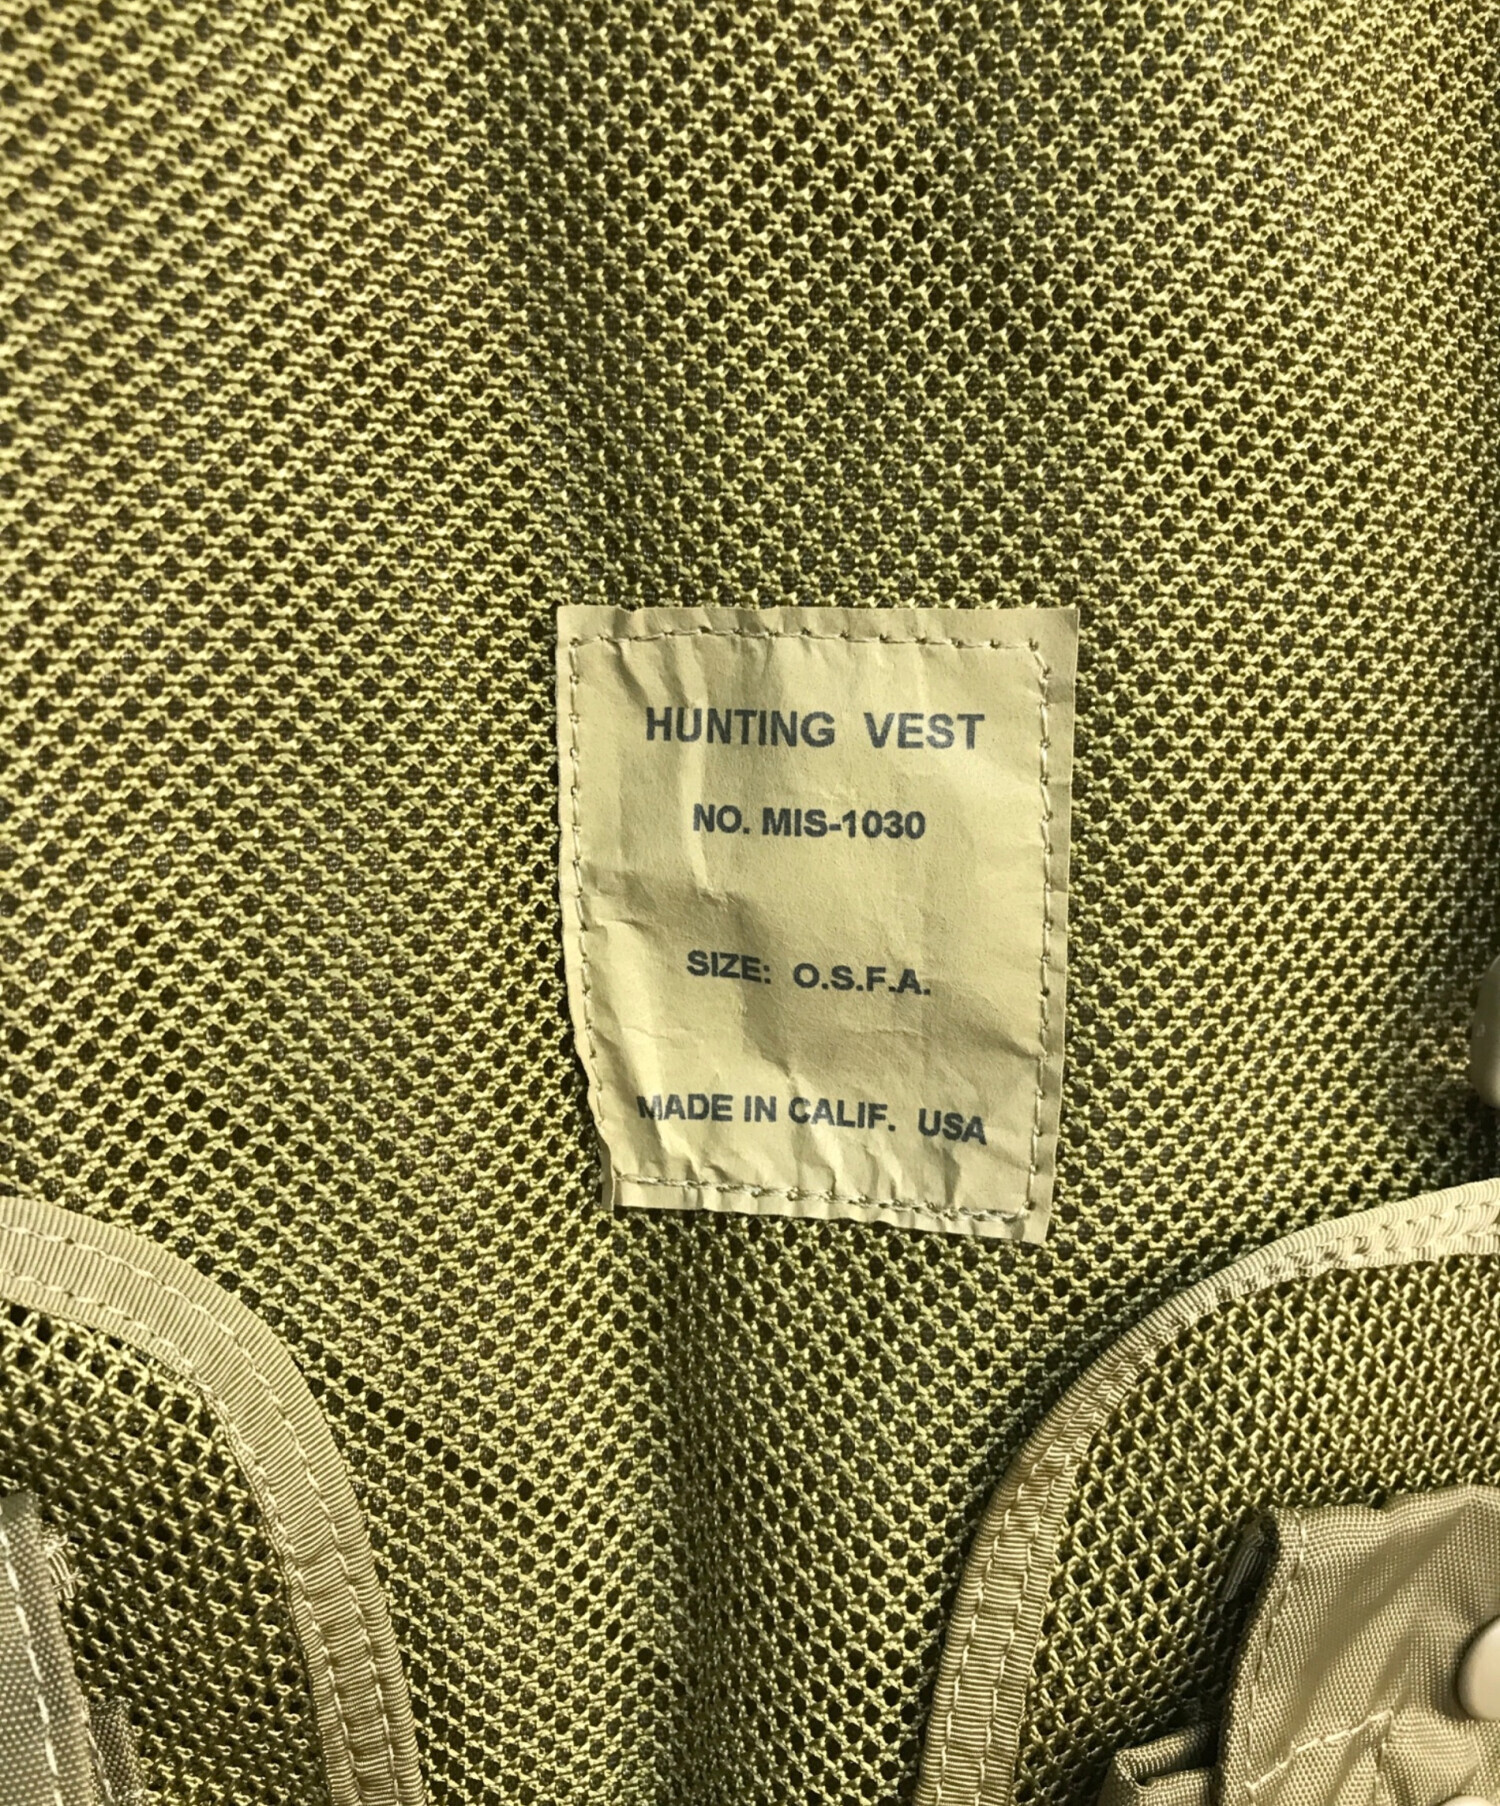 HUNTING VEST
NO. MIS-1030
SIZE: O.S.F.A.
MADE IN CALIF. USA